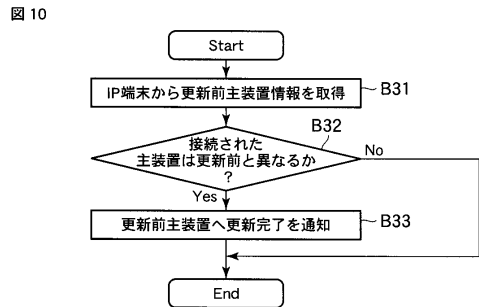 図 10
Start
IP端末から更新前主装置情報を取得
B31
B32
接続された
主装置は更新前と異なるか
?
No
Yes
更新前主装置へ更新完了を通知
B33
End